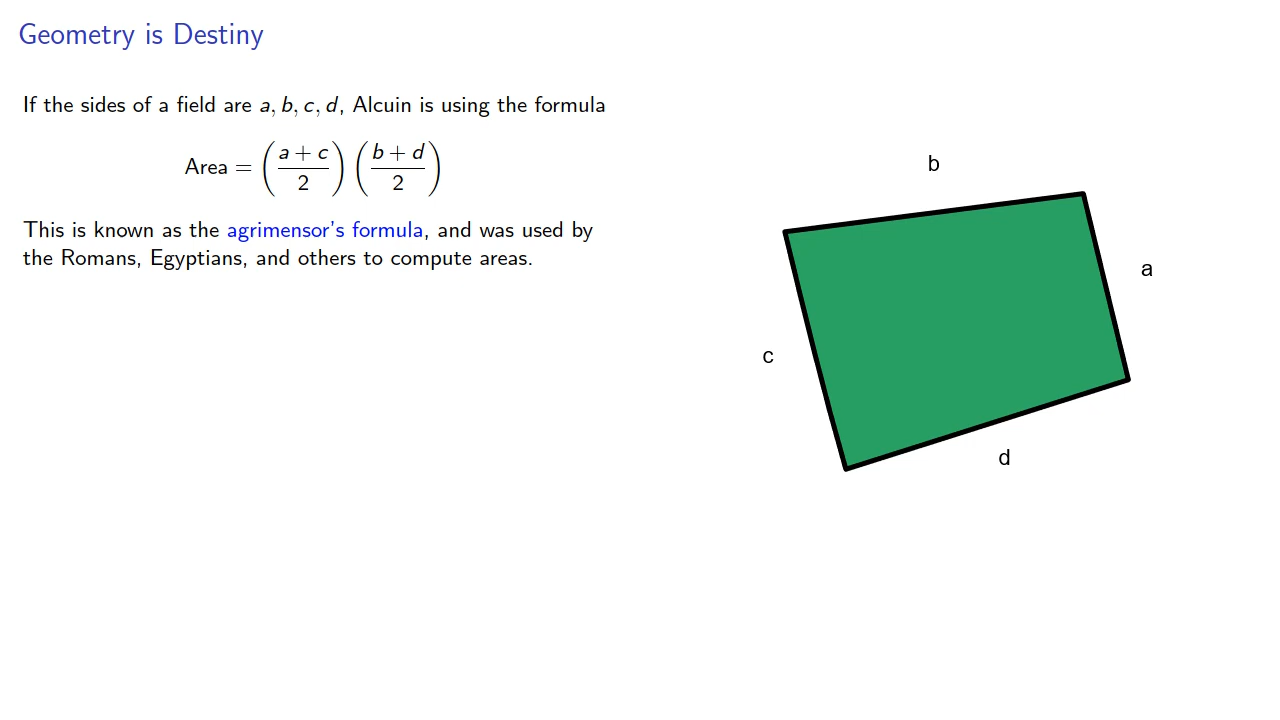 Geometry is Destiny
If the sides of a field are a, b, c, d, Alcuin is using the formula
Area = ((a + c)/2) ((b + d)/2)
This is known as the agrimensor's formula, and was used by
the Romans, Egyptians, and others to compute areas.
b
a
c
d